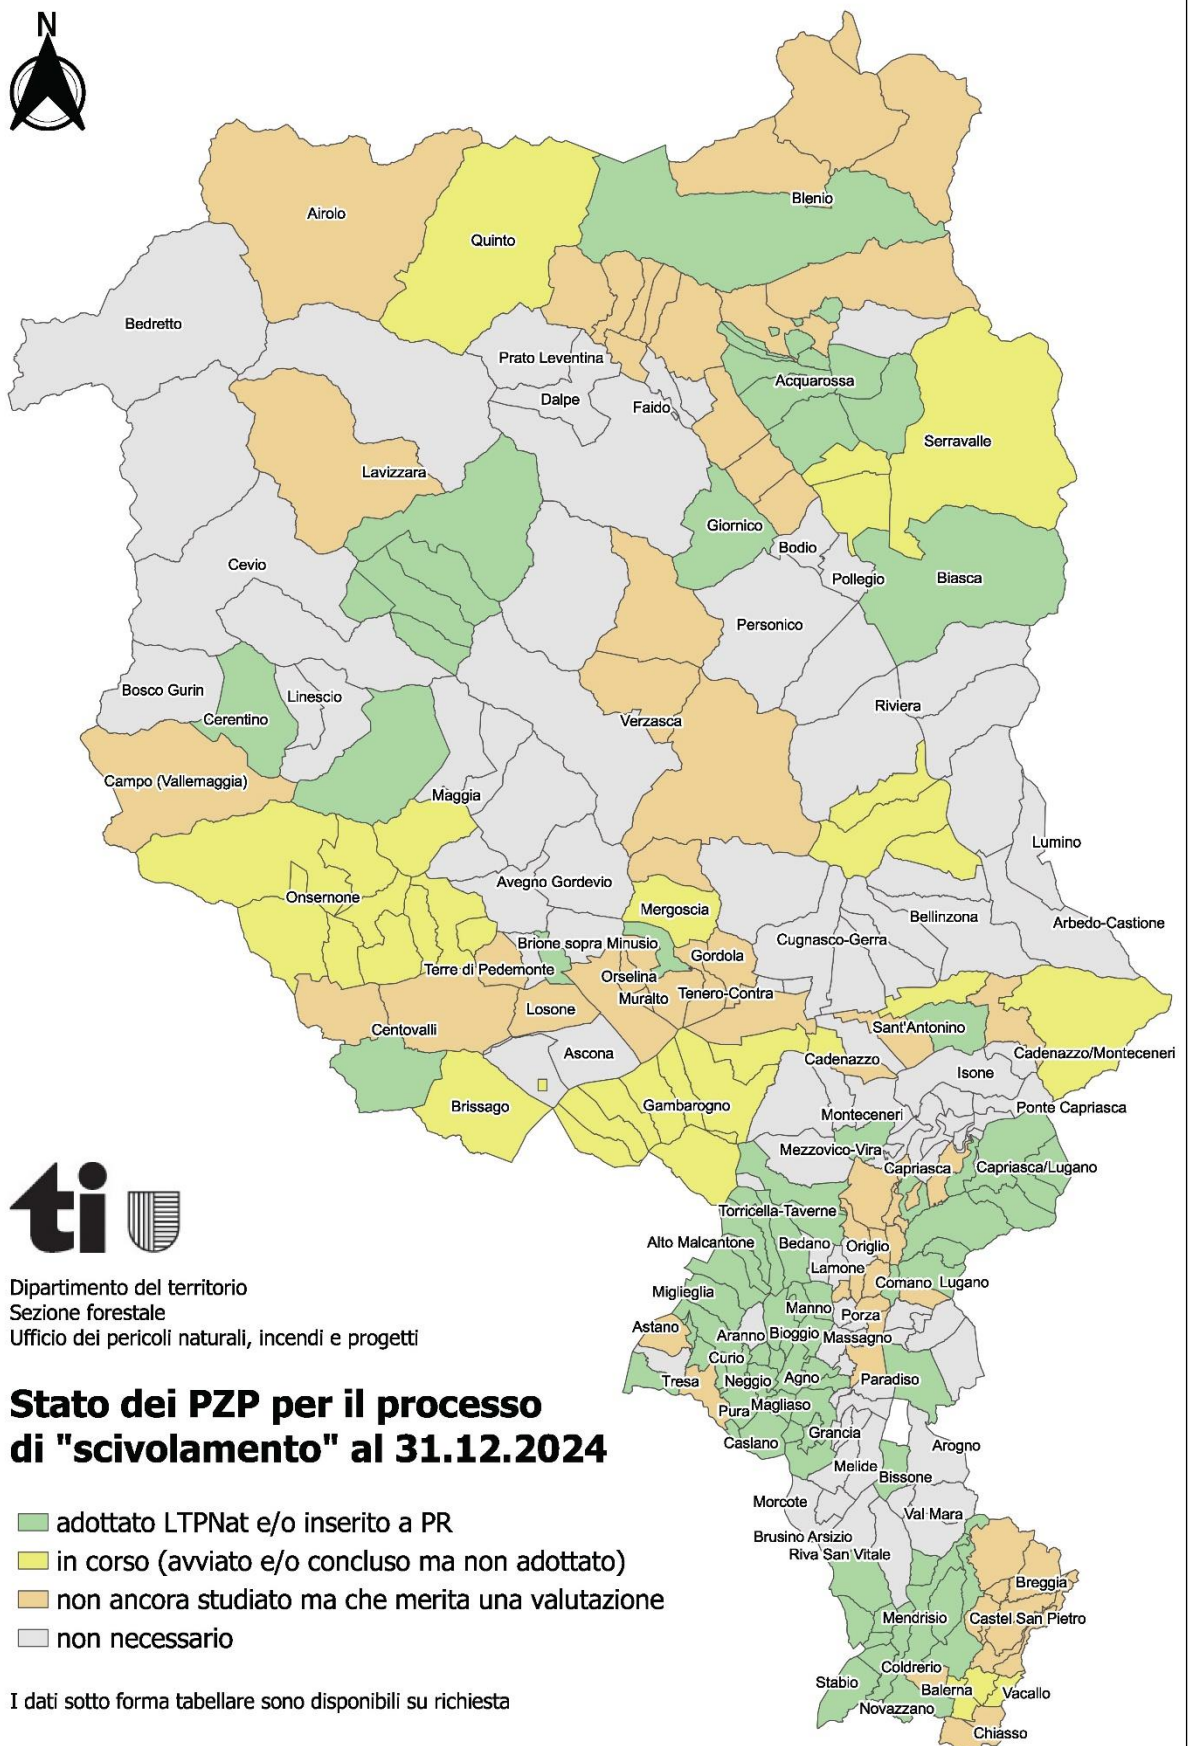 N
Airolo
Blenio
Quinto
Bedretto
Prato Leventina
Acquarossa
Dalpe
Faido
Serravalle
Lavizzara
Giornico
Bodio
Cevio
Pollegio
Biasca
Personico
Bosco Gurin
Linescio
Riviera
Cerentino
Verzasca
Campo (Vallemaggia)
Maggia
Lumino
Avegno Gordevio
Onsernone
Mergoscia
Bellinzona
Arbedo-Castione
Brione sopra Minusio
Cugnasco-Gerra
Gordola
Terre di Pedemonte
Orselina
Muralto
Tenero-Contra
Losone
Centovalli
Sant'Antonino
Ascona
Cadenazzo
Cadenazzo/Monteceneri
Isone
Brissago
Gambarogno
Monteceneri
Ponte Capriasca
Mezzovico-Vira
Capriasca
Capriasca/Lugano
Torricella-Taverne
Alto Malcantone
Bedano
Origlio
Lamone
Comano
Lugano
Miglieglia
Manno
Porza
Astano
Aranno
Bioggio
Massagno
Curio
Tresa
Neggio
Agno
Paradiso
Pura
Magliaso
Caslano
Grancia
Arogno
Melide
Bissone
Morcote
Val Mara
Brusino Arsizio
Riva San Vitale
Breggia
Mendrisio
Castel San Pietro
Coldrerio
Stabio
Balerna
Vacallo
Novazzano
Chiasso
ti
Dipartimento del territorio
Sezione forestale
Ufficio dei pericoli naturali, incendi e progetti
Stato dei PZP per il processo
di "scivolamento" al 31.12.2024
adottato LTPNat e/o inserito a PR
in corso (avviato e/o concluso ma non adottato)
non ancora studiato ma che merita una valutazione
non necessario
I dati sotto forma tabellare sono disponibili su richiesta